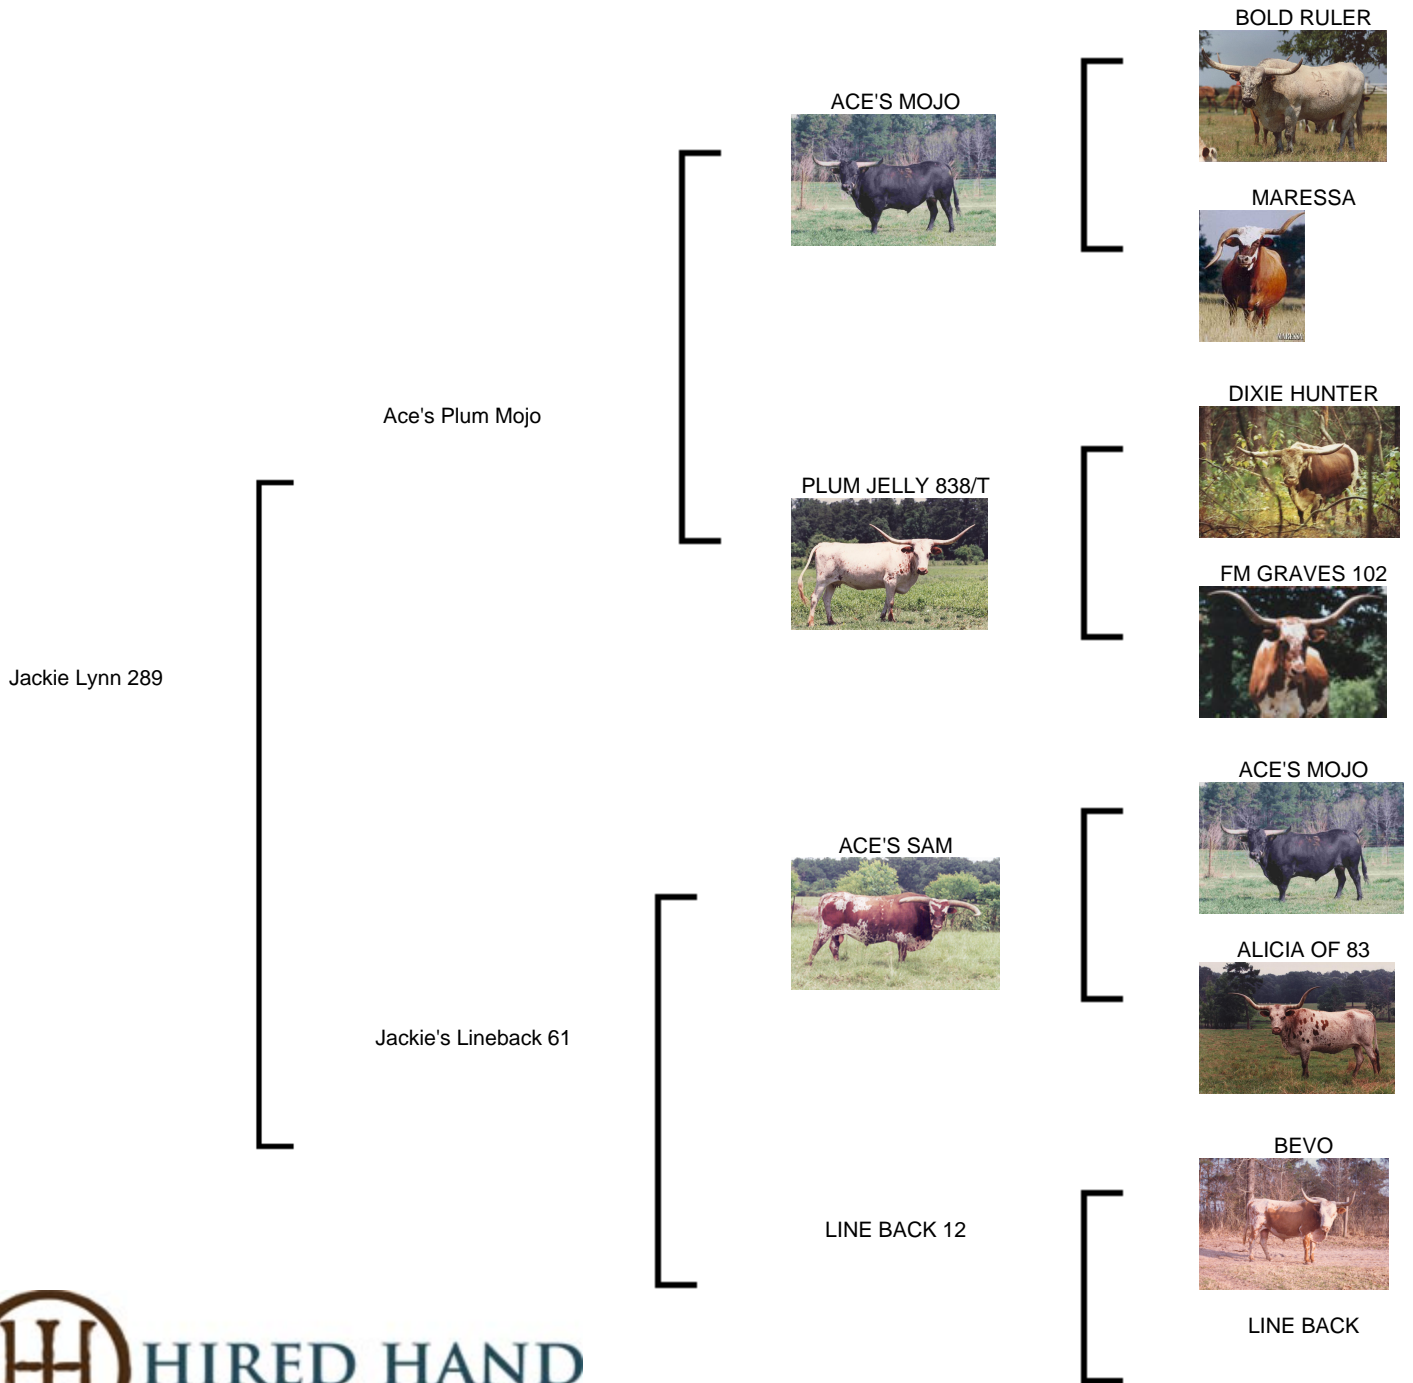 BOLD RULER
ACE'S MOJO
MARESSA
MARESSA
DIXIE HUNTER
Ace's Plum Mojo
PLUM JELLY 838/T
FM GRAVES 102
Jackie Lynn 289
ACE'S MOJO
ACE'S SAM
ALICIA OF 83
Jackie's Lineback 61
BEVO
LINE BACK 12
LINE BACK
HIRED HAND